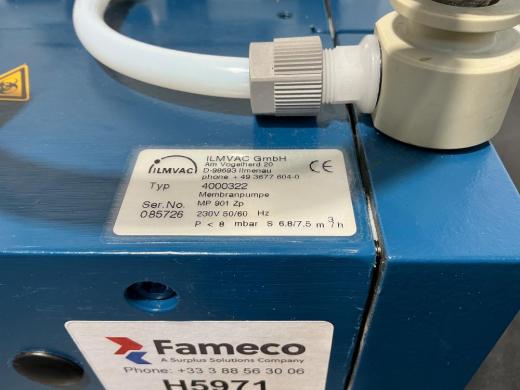 ILMVAC
ILMVAC GmbH
Am Vogelherd 20
D-98693 Ilmenau
phone + 49 3677 604-0
CE
Typ 4000322
Membranpumpe
Ser.No. MP 901 Zp
085726 230V 50/60 Hz
P < 8 mbar S 6.8/7.5 m³/h
Fameco
A Surplus Solutions Company
Phone: +33 3 88 56 30 06
H5971